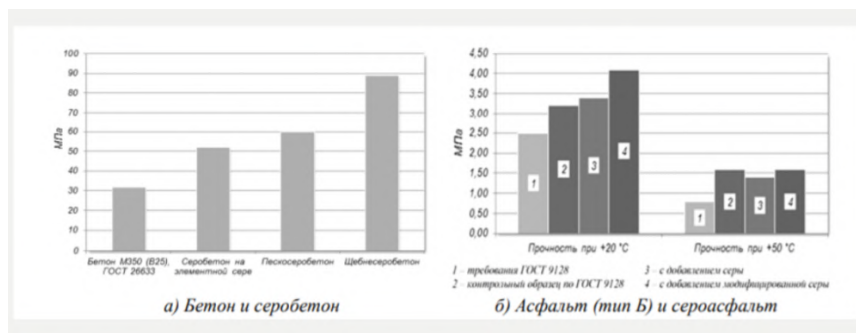 100
90
80
70
60
50
40
30
20
10
0
МПа
Бетон М350 (В25),
ГОСТ 26633
Серобетон на
элементной сере
Пескосеробетон
Щебнесеробетон
а) Бетон и серобетон
4,50
4,00
3,50
3,00
2,50
2,00
1,50
1,00
0,50
0,00
МПа
1
2
3
4
1
2
3
4
Прочность при +20 °С
Прочность при +50 °С
1 – требования ГОСТ 9128
2 – контрольный образец по ГОСТ 9128
3 – с добавлением серы
4 – с добавлением модифицированной серы
б) Асфальт (тип Б) и сероасфальт